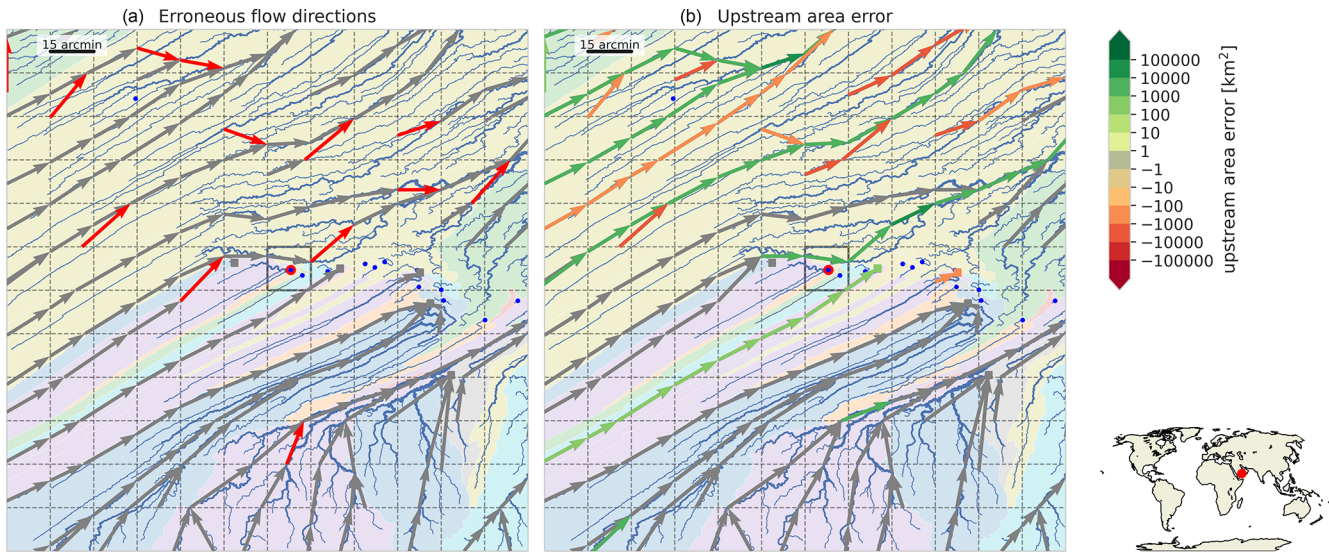 (a) Erroneous flow directions
(b) Upstream area error
15 arcmin
15 arcmin
100000
10000
1000
100
10
1
−1
−10
−100
−1000
−10000
−100000
upstream area error [km²]